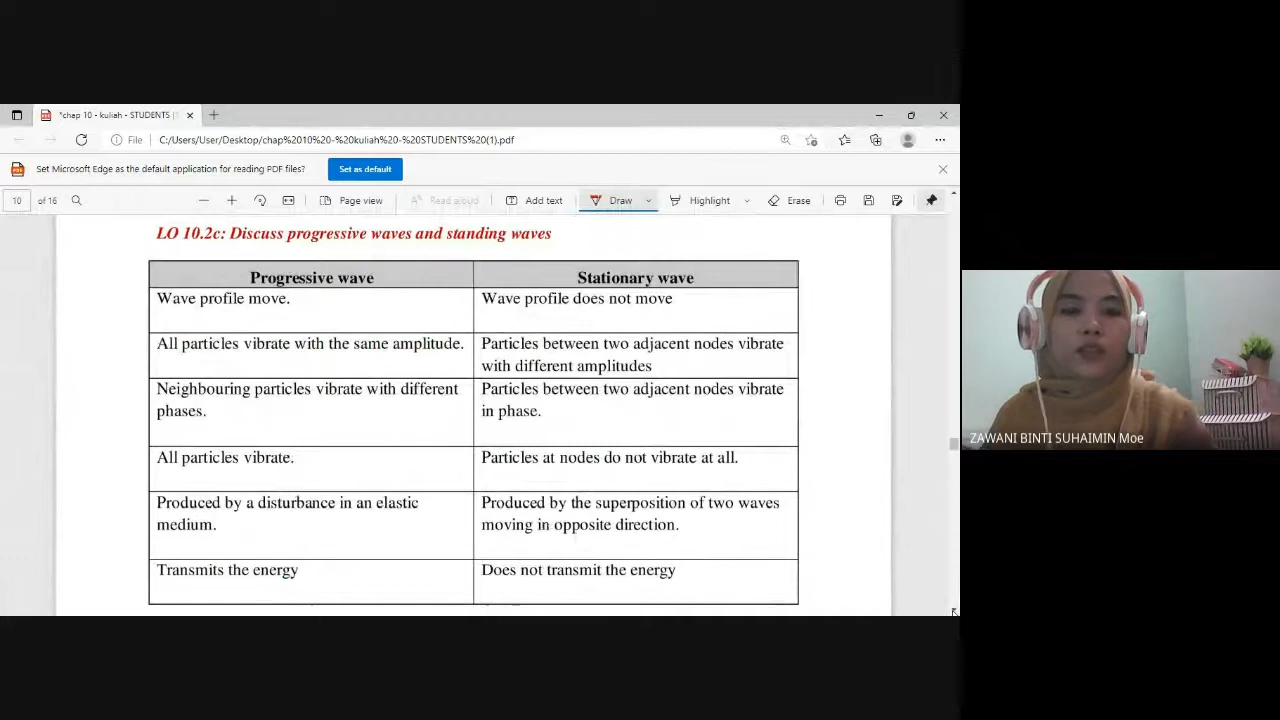 *chap 10 - kuliah - STUDENTS (1
File C:/Users/User/Desktop/chap%2010%20-%20kuliah%20-%20STUDENTS%20(1).pdf
Set Microsoft Edge as the default application for reading PDF files? Set as default
10 of 16 Page view Read aloud Add text Draw Highlight Erase
LO 10.2c: Discuss progressive waves and standing waves
Progressive wave Stationary wave
Wave profile move. Wave profile does not move
All particles vibrate with the same amplitude. Particles between two adjacent nodes vibrate
with different amplitudes
Neighbouring particles vibrate with different Particles between two adjacent nodes vibrate
phases. in phase.
All particles vibrate. Particles at nodes do not vibrate at all.
Produced by a disturbance in an elastic Produced by the superposition of two waves
medium. moving in opposite direction.
Transmits the energy Does not transmit the energy
ZAWANI BINTI SUHAIMIN Moe